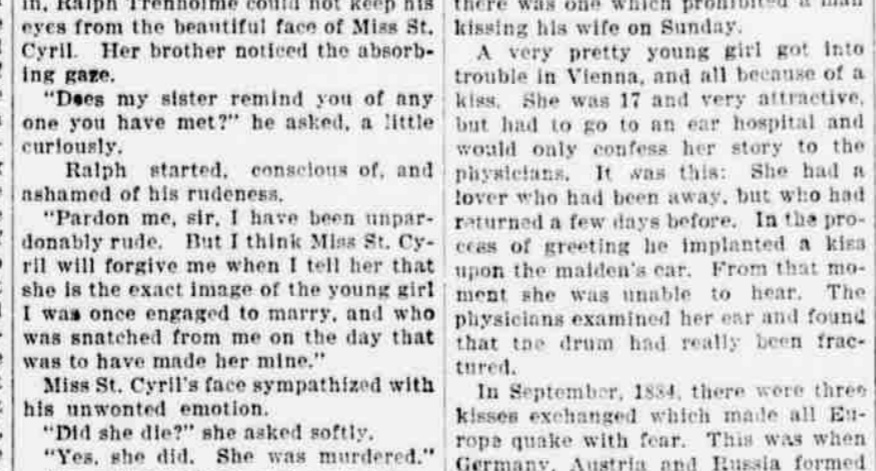 in, Ralph Trenholme could not keep his
eyes from the beautiful face of Miss St.
Cyril. Her brother noticed the absorb-
ing gaze.
"Does my sister remind you of any
one you have met?" he asked, a little
curiously.
Ralph started, conscious of, and
ashamed of his rudeness.
"Pardon me, sir, I have been unpar-
donably rude. But I think Miss St. Cy-
ril will forgive me when I tell her that
she is the exact image of the young girl
I was once engaged to marry, and who
was snatched from me on the day that
was to have made her mine."
Miss St. Cyril's face sympathized with
his unwonted emotion.
"Did she die?" she asked softly.
"Yes, she did. She was murdered."
there was one which prohibited a man
kissing his wife on Sunday.
A very pretty young girl got into
trouble in Vienna, and all because of a
kiss. She was 17 and very attractive,
but had to go to an ear hospital and
would only confess her story to the
physicians. It was this: She had a
lover who had been away, but who had
returned a few days before. In the pro-
cess of greeting he implanted a kiss
upon the maiden's ear. From that mo-
ment she was unable to hear. The
physicians examined her ear and found
that the drum had really been frac-
tured.
In September, 1884, there were three
kisses exchanged which made all Eu-
rope quake with fear. This was when
Germany, Austria and Russia formed